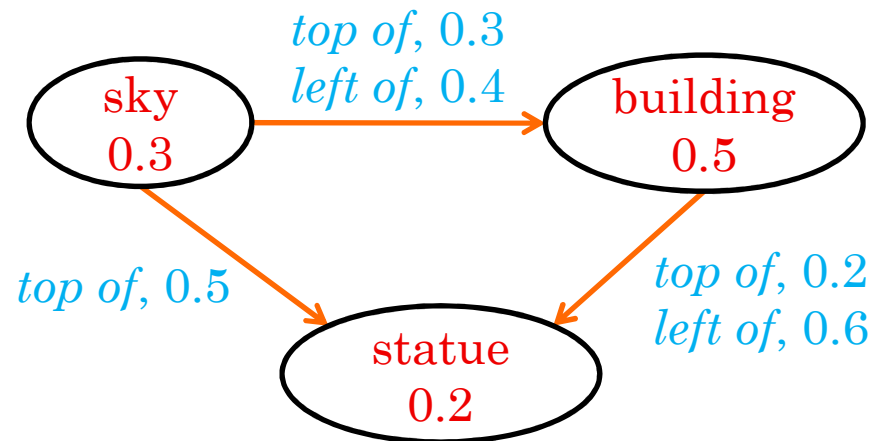 top of, 0.3
left of, 0.4
sky
0.3
building
0.5
top of, 0.5
top of, 0.2
left of, 0.6
statue
0.2